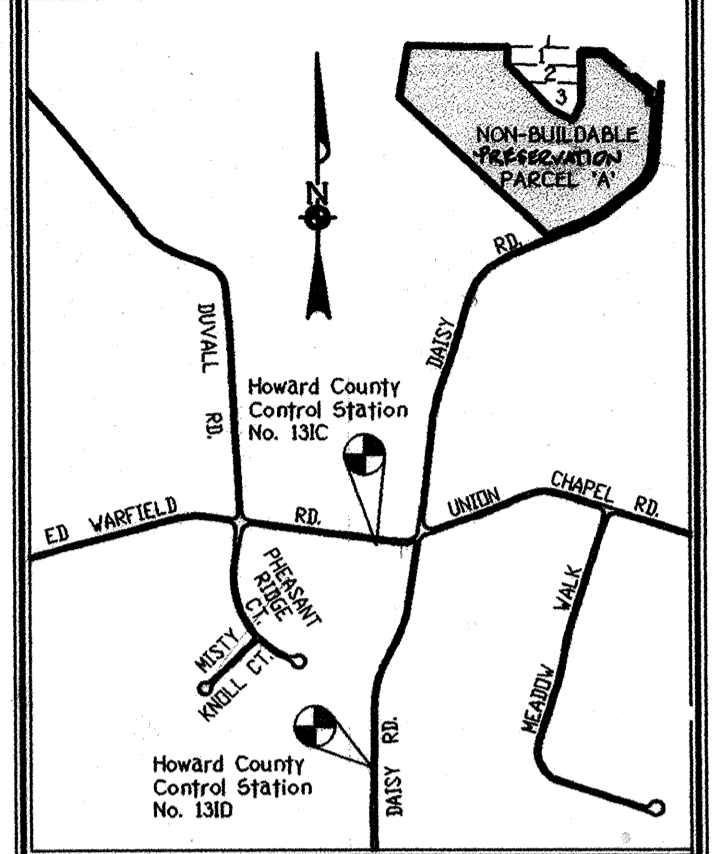 1
2
3
NON-BUILDABLE
PRESERVATION
PARCEL 'A'
N
RD.
DAISY
DUVALL
RD.
Howard County
Control Station
No. 131C
ED WARFIELD RD.
UNION CHAPEL RD.
PHEASANT
RIDGE
CT.
MISTY
KNOLL CT.
MEADOW WALK
Howard County
Control Station
No. 131D
DAISY RD.